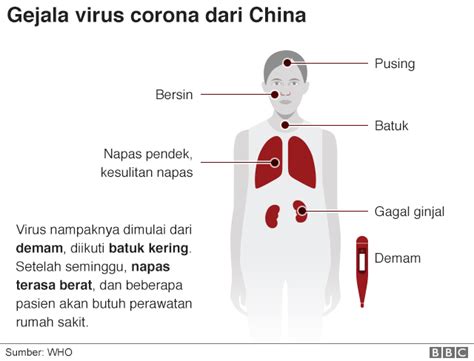 Gejala virus corona dari China
Pusing
Bersin
Batuk
Napas pendek,
kesulitan napas
Gagal ginjal
Virus nampaknya dimulai dari
demam, diikuti batuk kering.
Setelah seminggu, napas
terasa berat, dan beberapa
pasien akan butuh perawatan
rumah sakit.
Demam
Sumber: WHO
BBC